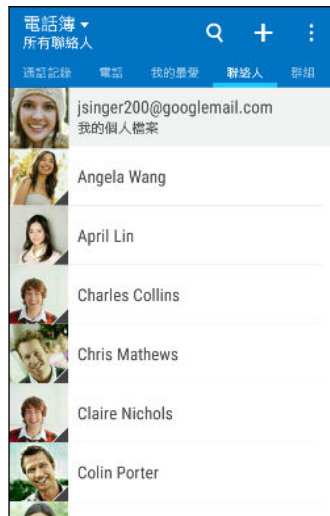 電話簿
所有聯絡人
通話記錄 電話 我的最愛 聯絡人 群組
jsinger200@googlemail.com
我的個人檔案
Angela Wang
April Lin
Charles Collins
Chris Mathews
Claire Nichols
Colin Porter